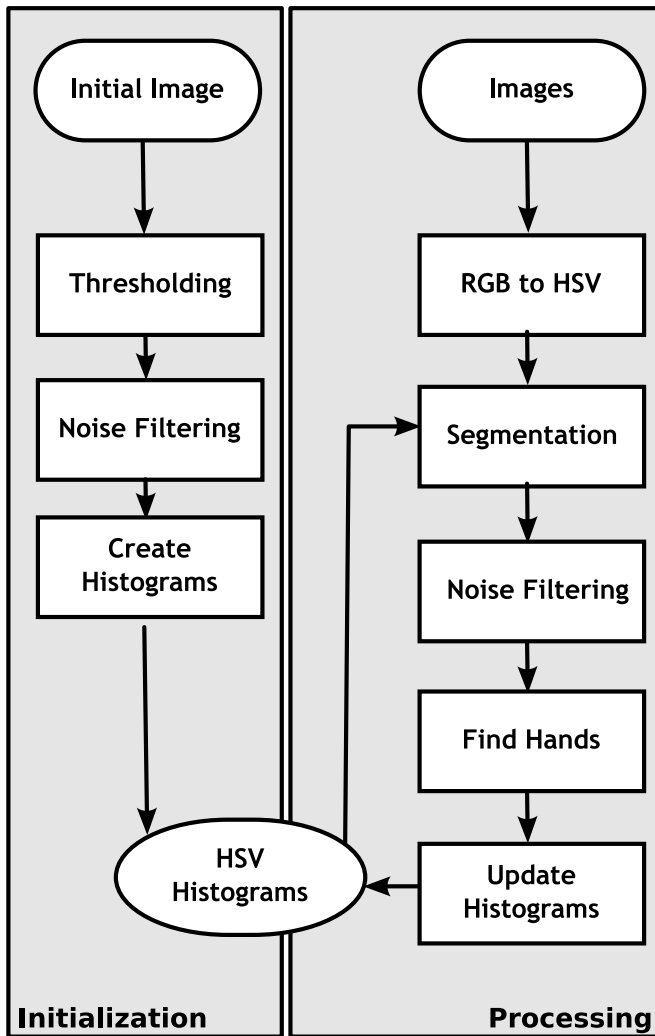 Initial Image
Thresholding
Noise Filtering
Create
Histograms
HSV
Histograms
Initialization
Images
RGB to HSV
Segmentation
Noise Filtering
Find Hands
Update
Histograms
Processing